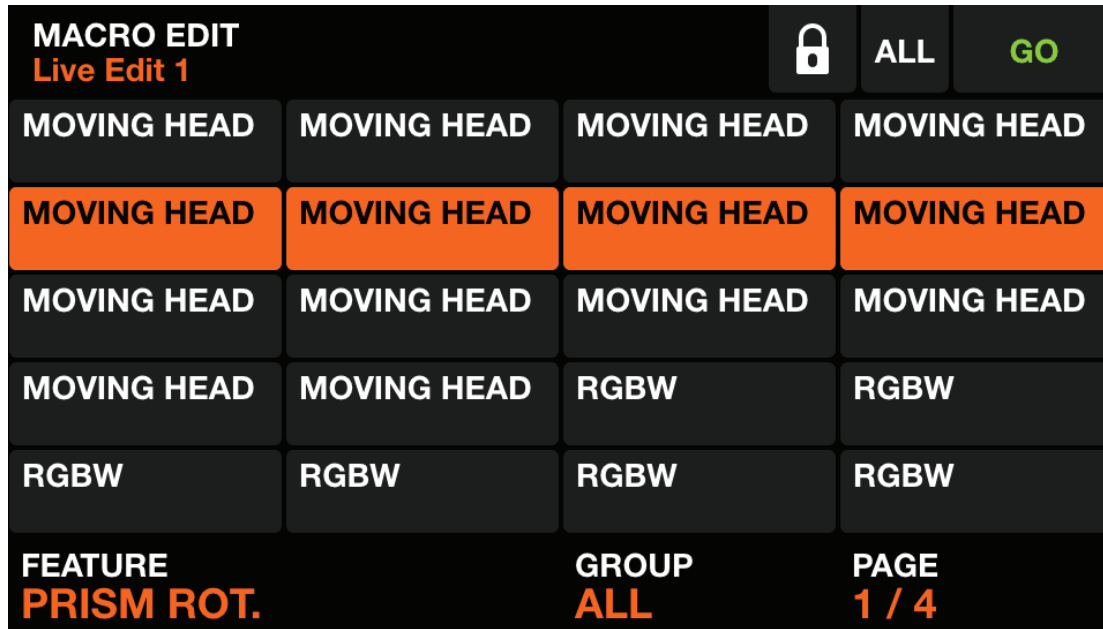 MACRO EDIT
Live Edit 1
ALL
GO
MOVING HEAD MOVING HEAD MOVING HEAD MOVING HEAD
MOVING HEAD MOVING HEAD MOVING HEAD MOVING HEAD
MOVING HEAD MOVING HEAD MOVING HEAD MOVING HEAD
MOVING HEAD MOVING HEAD RGBW RGBW
RGBW RGBW RGBW RGBW
FEATURE GROUP PAGE
PRISM ROT. ALL 1 / 4